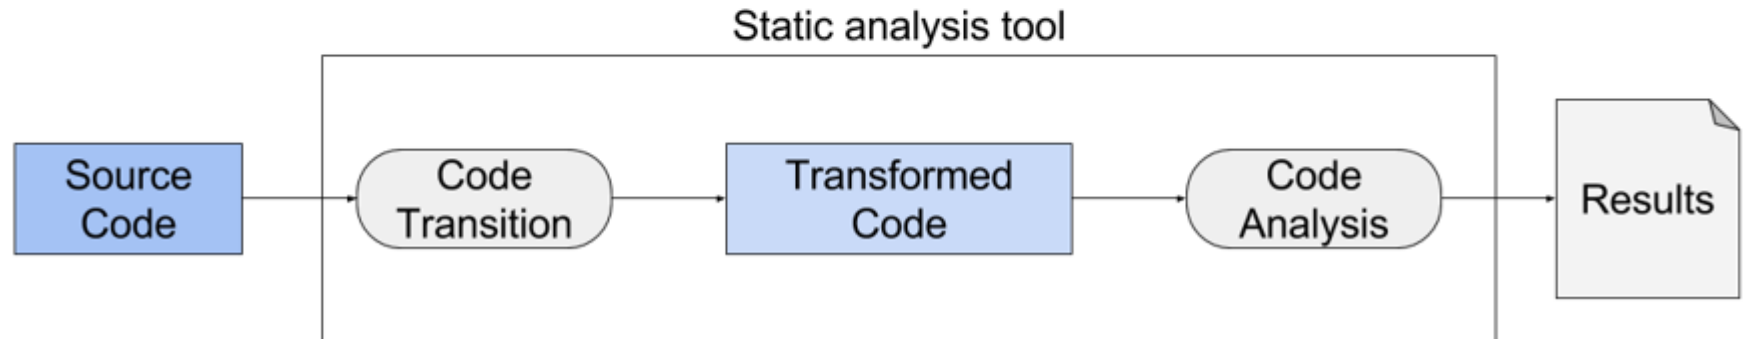 Static analysis tool
Source
Code
Code
Transition
Transformed
Code
Code
Analysis
Results